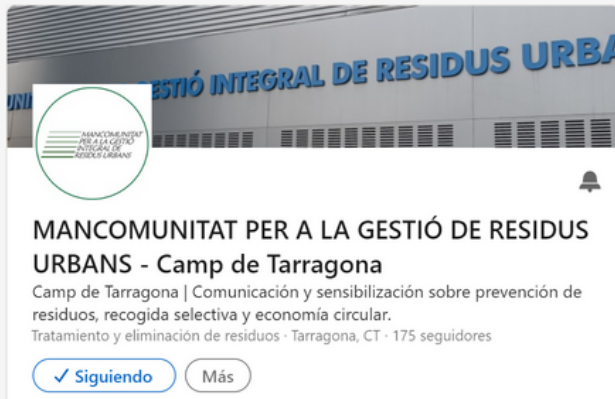 GESTIÓ INTEGRAL DE RESIDUS
MANCOMUNITAT
PER A LA GESTIÓ
INTEGRAL DE
RESIDUS URBANS
MANCOMUNITAT PER A LA GESTIÓ DE RESIDUS
URBANS - Camp de Tarragona
Camp de Tarragona | Comunicación y sensibilización sobre prevención de
residuos, recogida selectiva y economía circular.
Tratamiento y eliminación de residuos · Tarragona, CT · 175 seguidores
✓ Siguiendo
Más